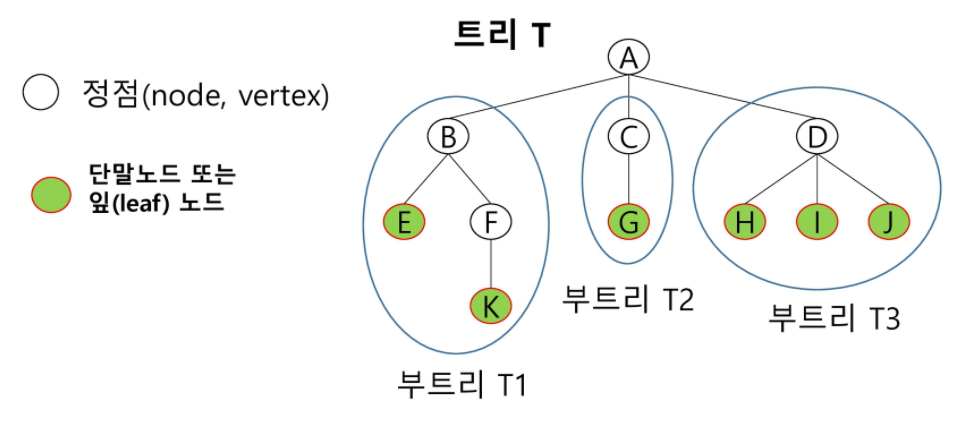 트리 T
정점(node, vertex)
단말노드 또는
잎(leaf) 노드
A
B
C
D
E
F
G
H
I
J
K
부트리 T1
부트리 T2
부트리 T3